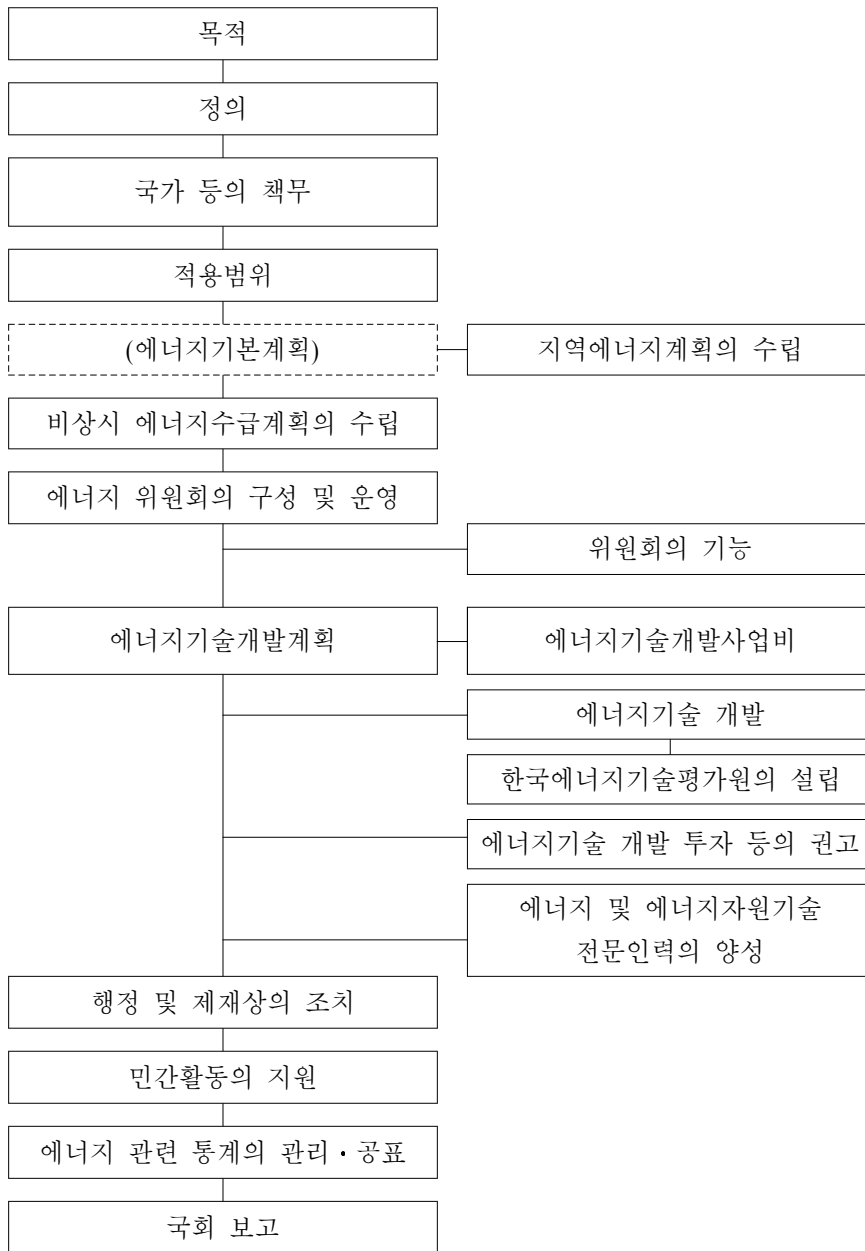 목적
정의
국가 등의 책무
적용범위
(에너지기본계획)
지역에너지계획의 수립
비상시 에너지수급계획의 수립
에너지 위원회의 구성 및 운영
위원회의 기능
에너지기술개발계획
에너지기술개발사업비
에너지기술 개발
한국에너지기술평가원의 설립
에너지기술 개발 투자 등의 권고
에너지 및 에너지자원기술
전문인력의 양성
행정 및 제재상의 조치
민간활동의 지원
에너지 관련 통계의 관리·공표
국회 보고